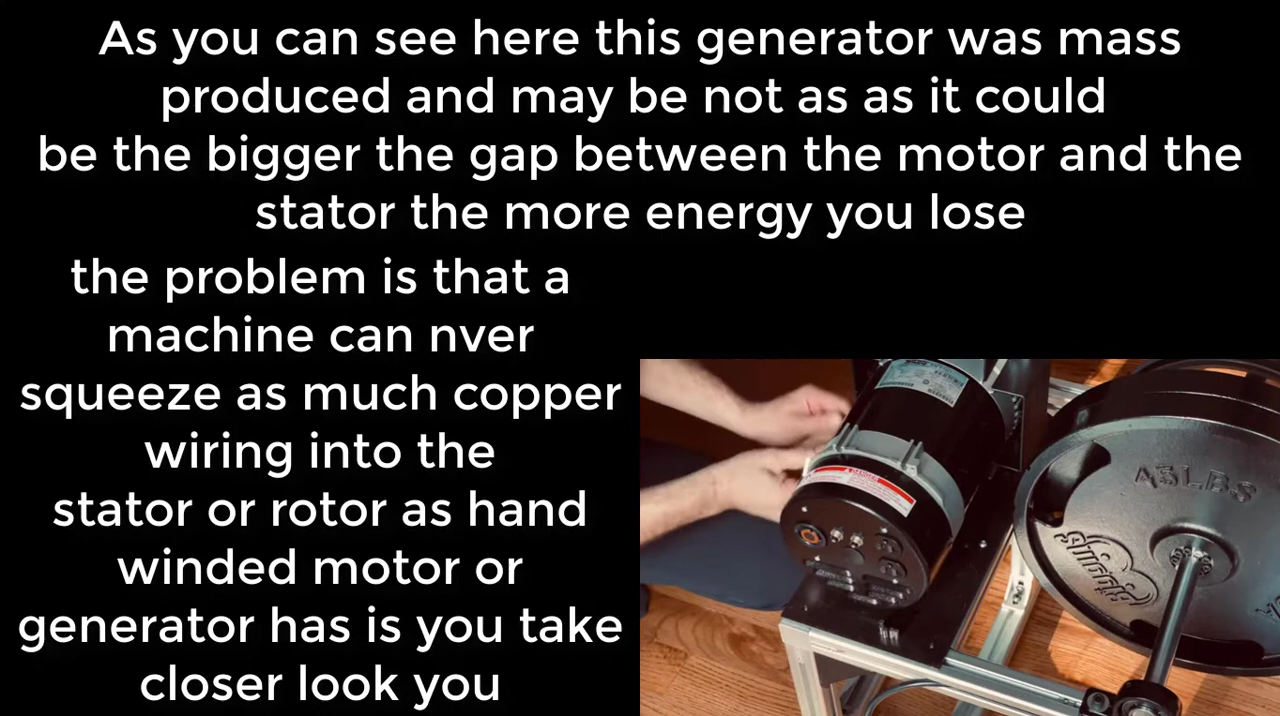 As you can see here this generator was mass
produced and may be not as as it could
be the bigger the gap between the motor and the
stator the more energy you lose
the problem is that a
machine can nver
squeeze as much copper
wiring into the
stator or rotor as hand
winded motor or
generator has is you take
closer look you
DANGER
45LBS